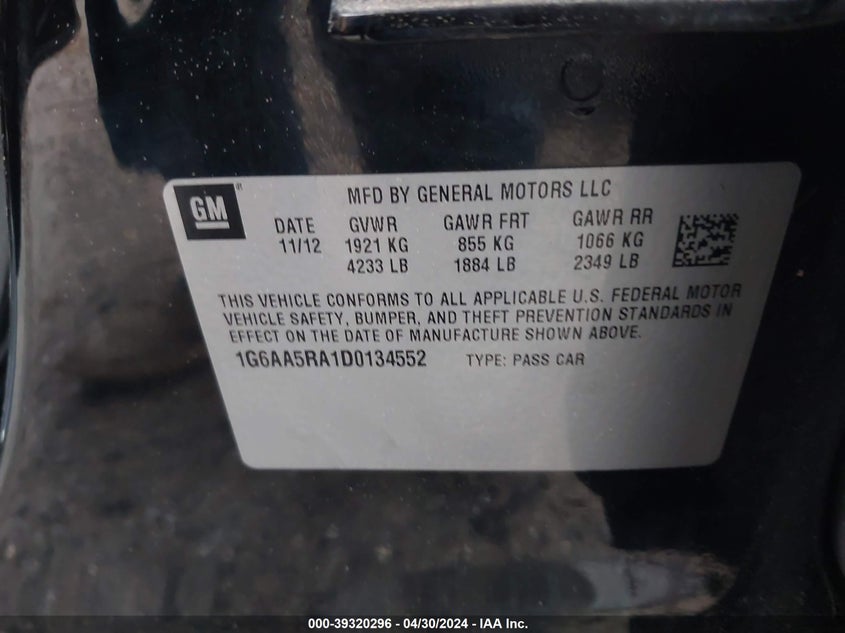 GM
MFD BY GENERAL MOTORS LLC
DATE GVWR GAWR FRT GAWR RR
11/12 1921 KG 855 KG 1066 KG
4233 LB 1884 LB 2349 LB
THIS VEHICLE CONFORMS TO ALL APPLICABLE U.S. FEDERAL MOTOR
VEHICLE SAFETY, BUMPER, AND THEFT PREVENTION STANDARDS IN
EFFECT ON THE DATE OF MANUFACTURE SHOWN ABOVE.
1G6AA5RA1D0134552 TYPE: PASS CAR
000-39320296 - 04/30/2024 - IAA Inc.